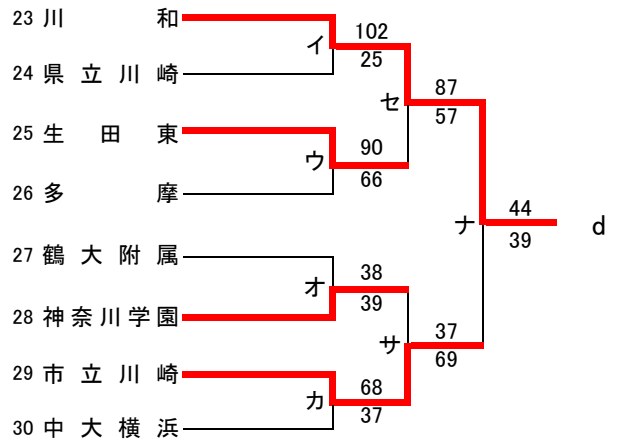 23 川和
イ 102
24 県立川崎 25
セ 87
57
25 生田東
ウ 90
66
26 多摩
ナ 44 d
39
27 鶴大附属
オ 38
39
28 神奈川学園
サ 37
69
29 市立川崎
カ 68
37
30 中大横浜